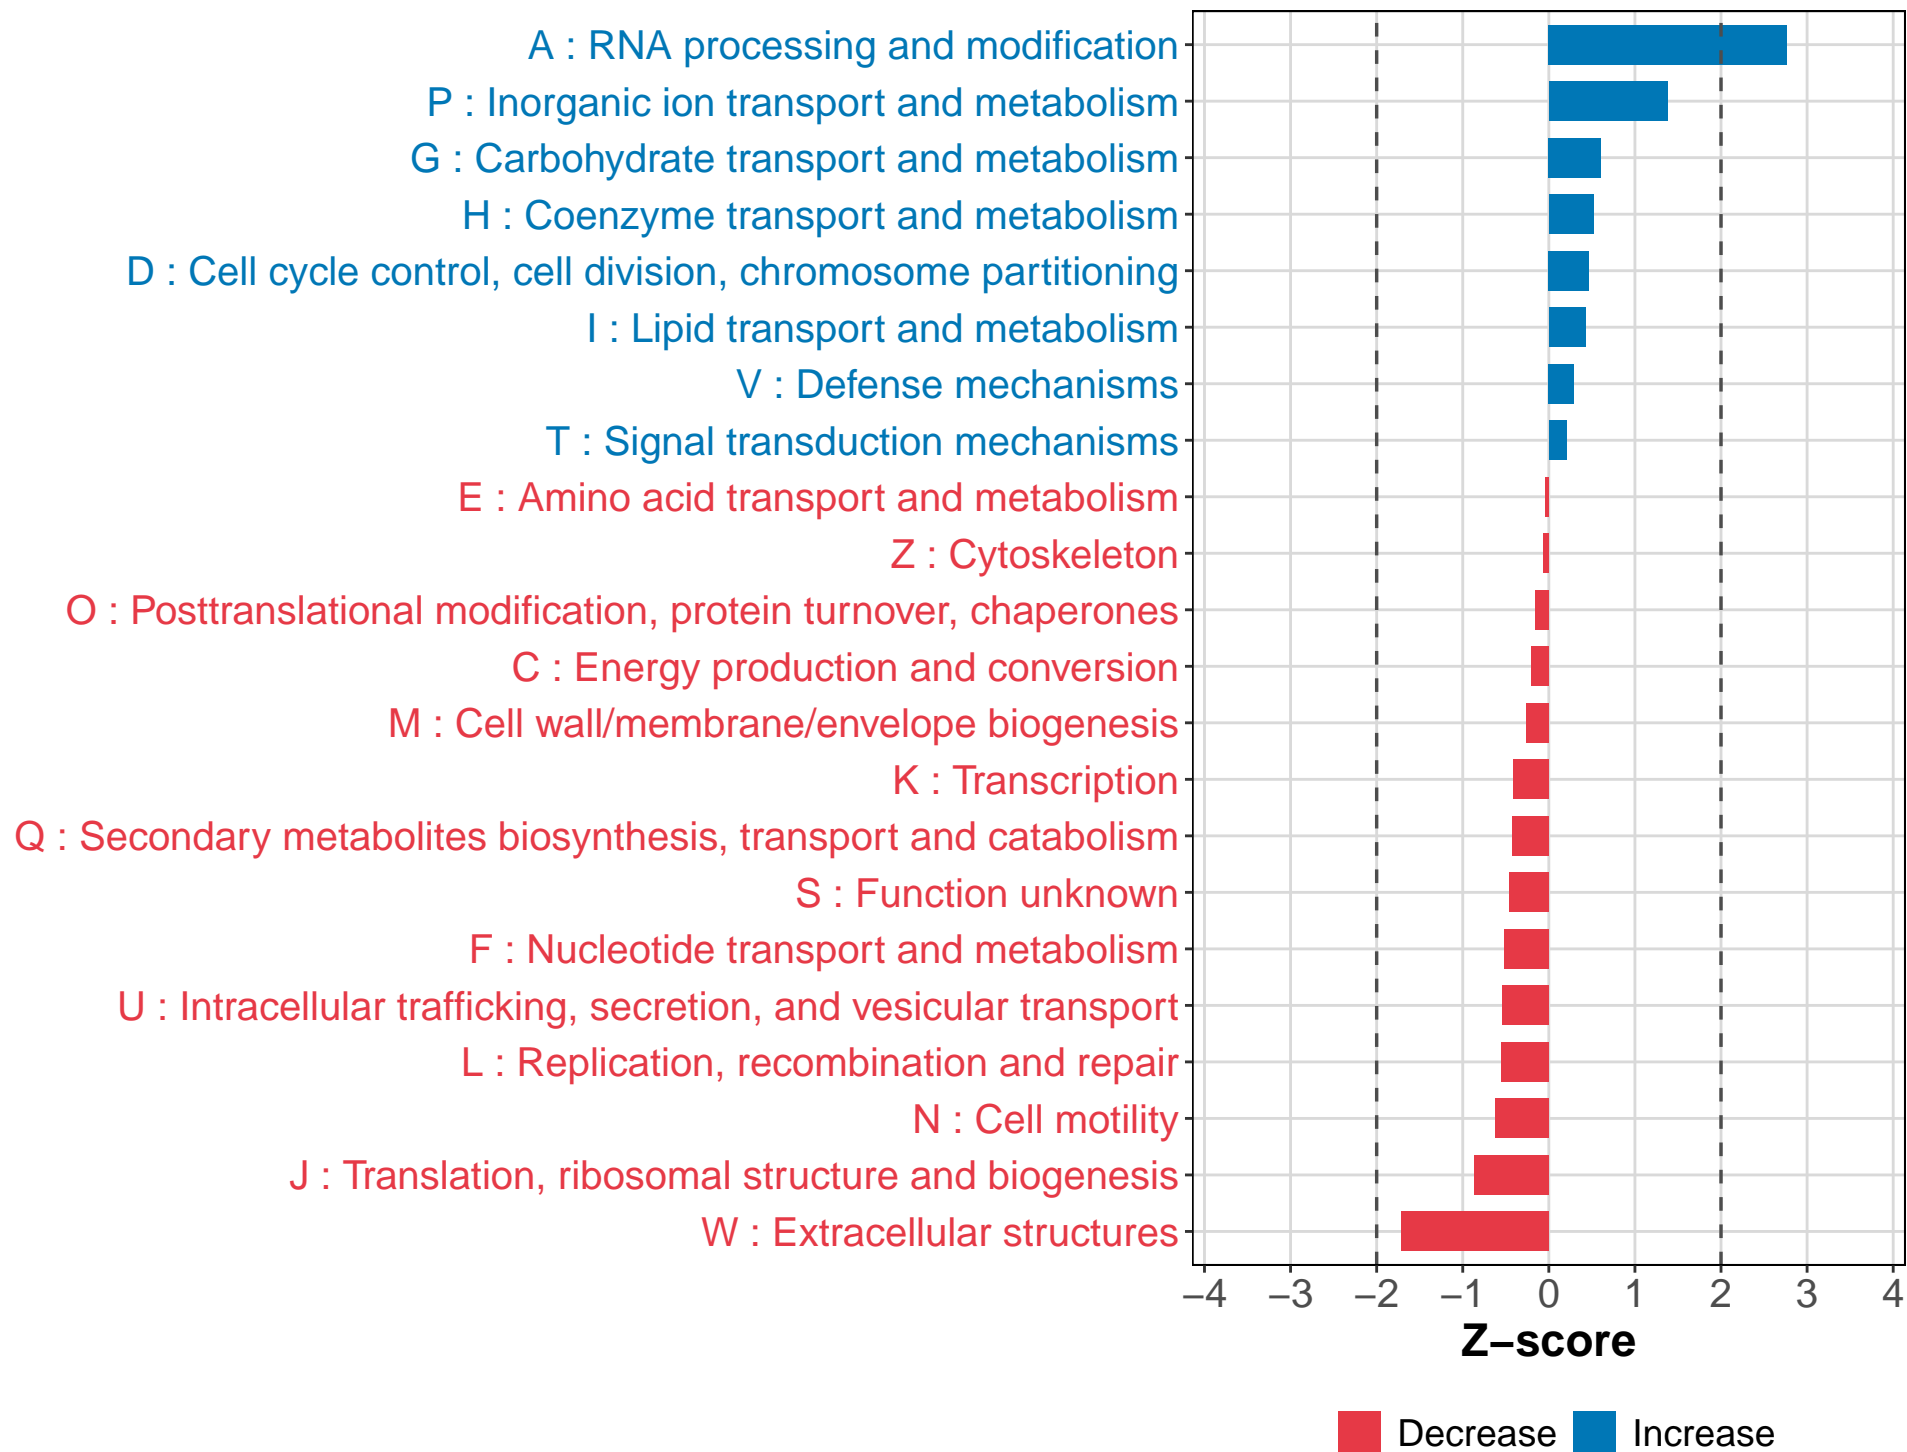 A : RNA processing and modification
P : Inorganic ion transport and metabolism
G : Carbohydrate transport and metabolism
H : Coenzyme transport and metabolism
D : Cell cycle control, cell division, chromosome partitioning
I : Lipid transport and metabolism
V : Defense mechanisms
T : Signal transduction mechanisms
E : Amino acid transport and metabolism
Z : Cytoskeleton
O : Posttranslational modification, protein turnover, chaperones
C : Energy production and conversion
M : Cell wall/membrane/envelope biogenesis
K : Transcription
Q : Secondary metabolites biosynthesis, transport and catabolism
S : Function unknown
F : Nucleotide transport and metabolism
U : Intracellular trafficking, secretion, and vesicular transport
L : Replication, recombination and repair
N : Cell motility
J : Translation, ribosomal structure and biogenesis
W : Extracellular structures
−4 −3 −2 −1 0 1 2 3 4
Z−score
Decrease Increase